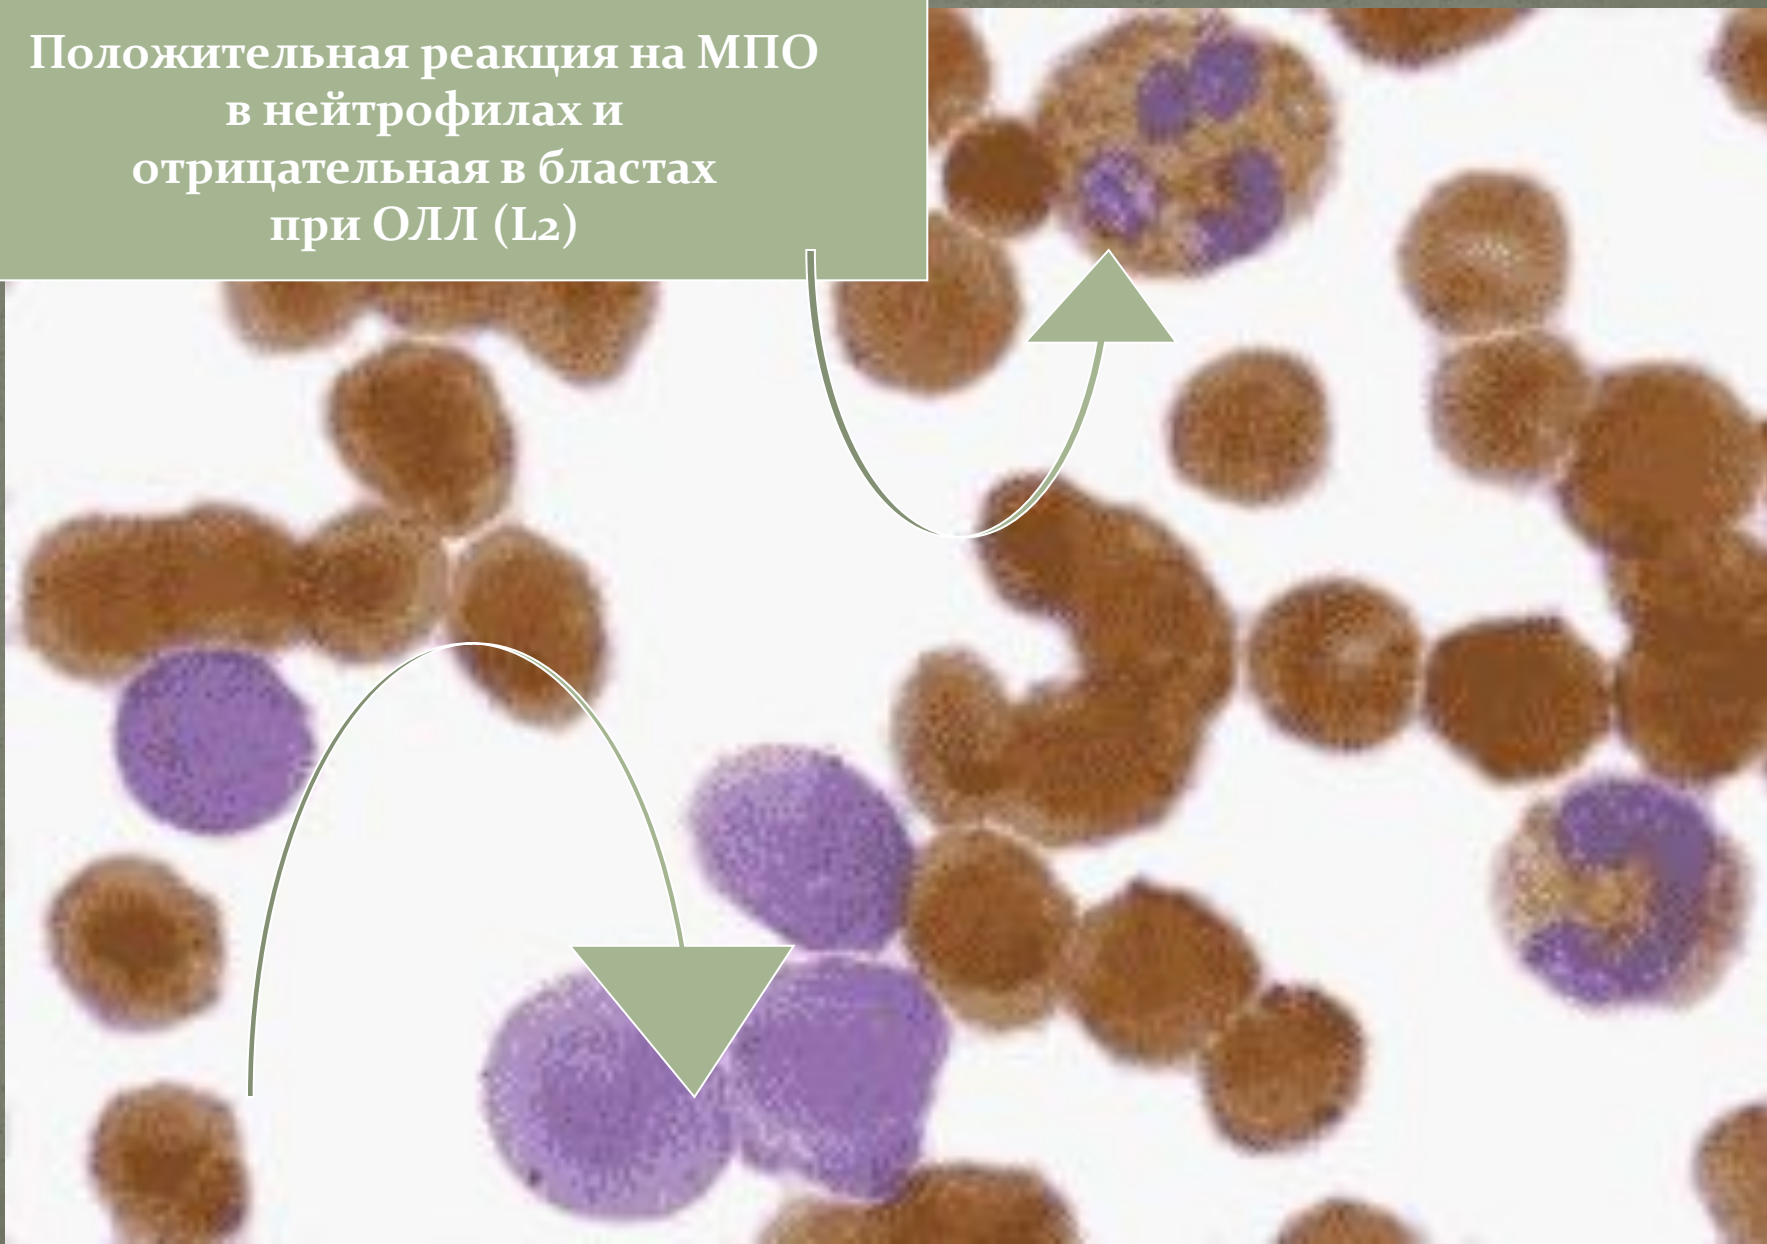 Положительная реакция на МПО
в нейтрофилах и
отрицательная в бластах
при ОЛЛ (L2)